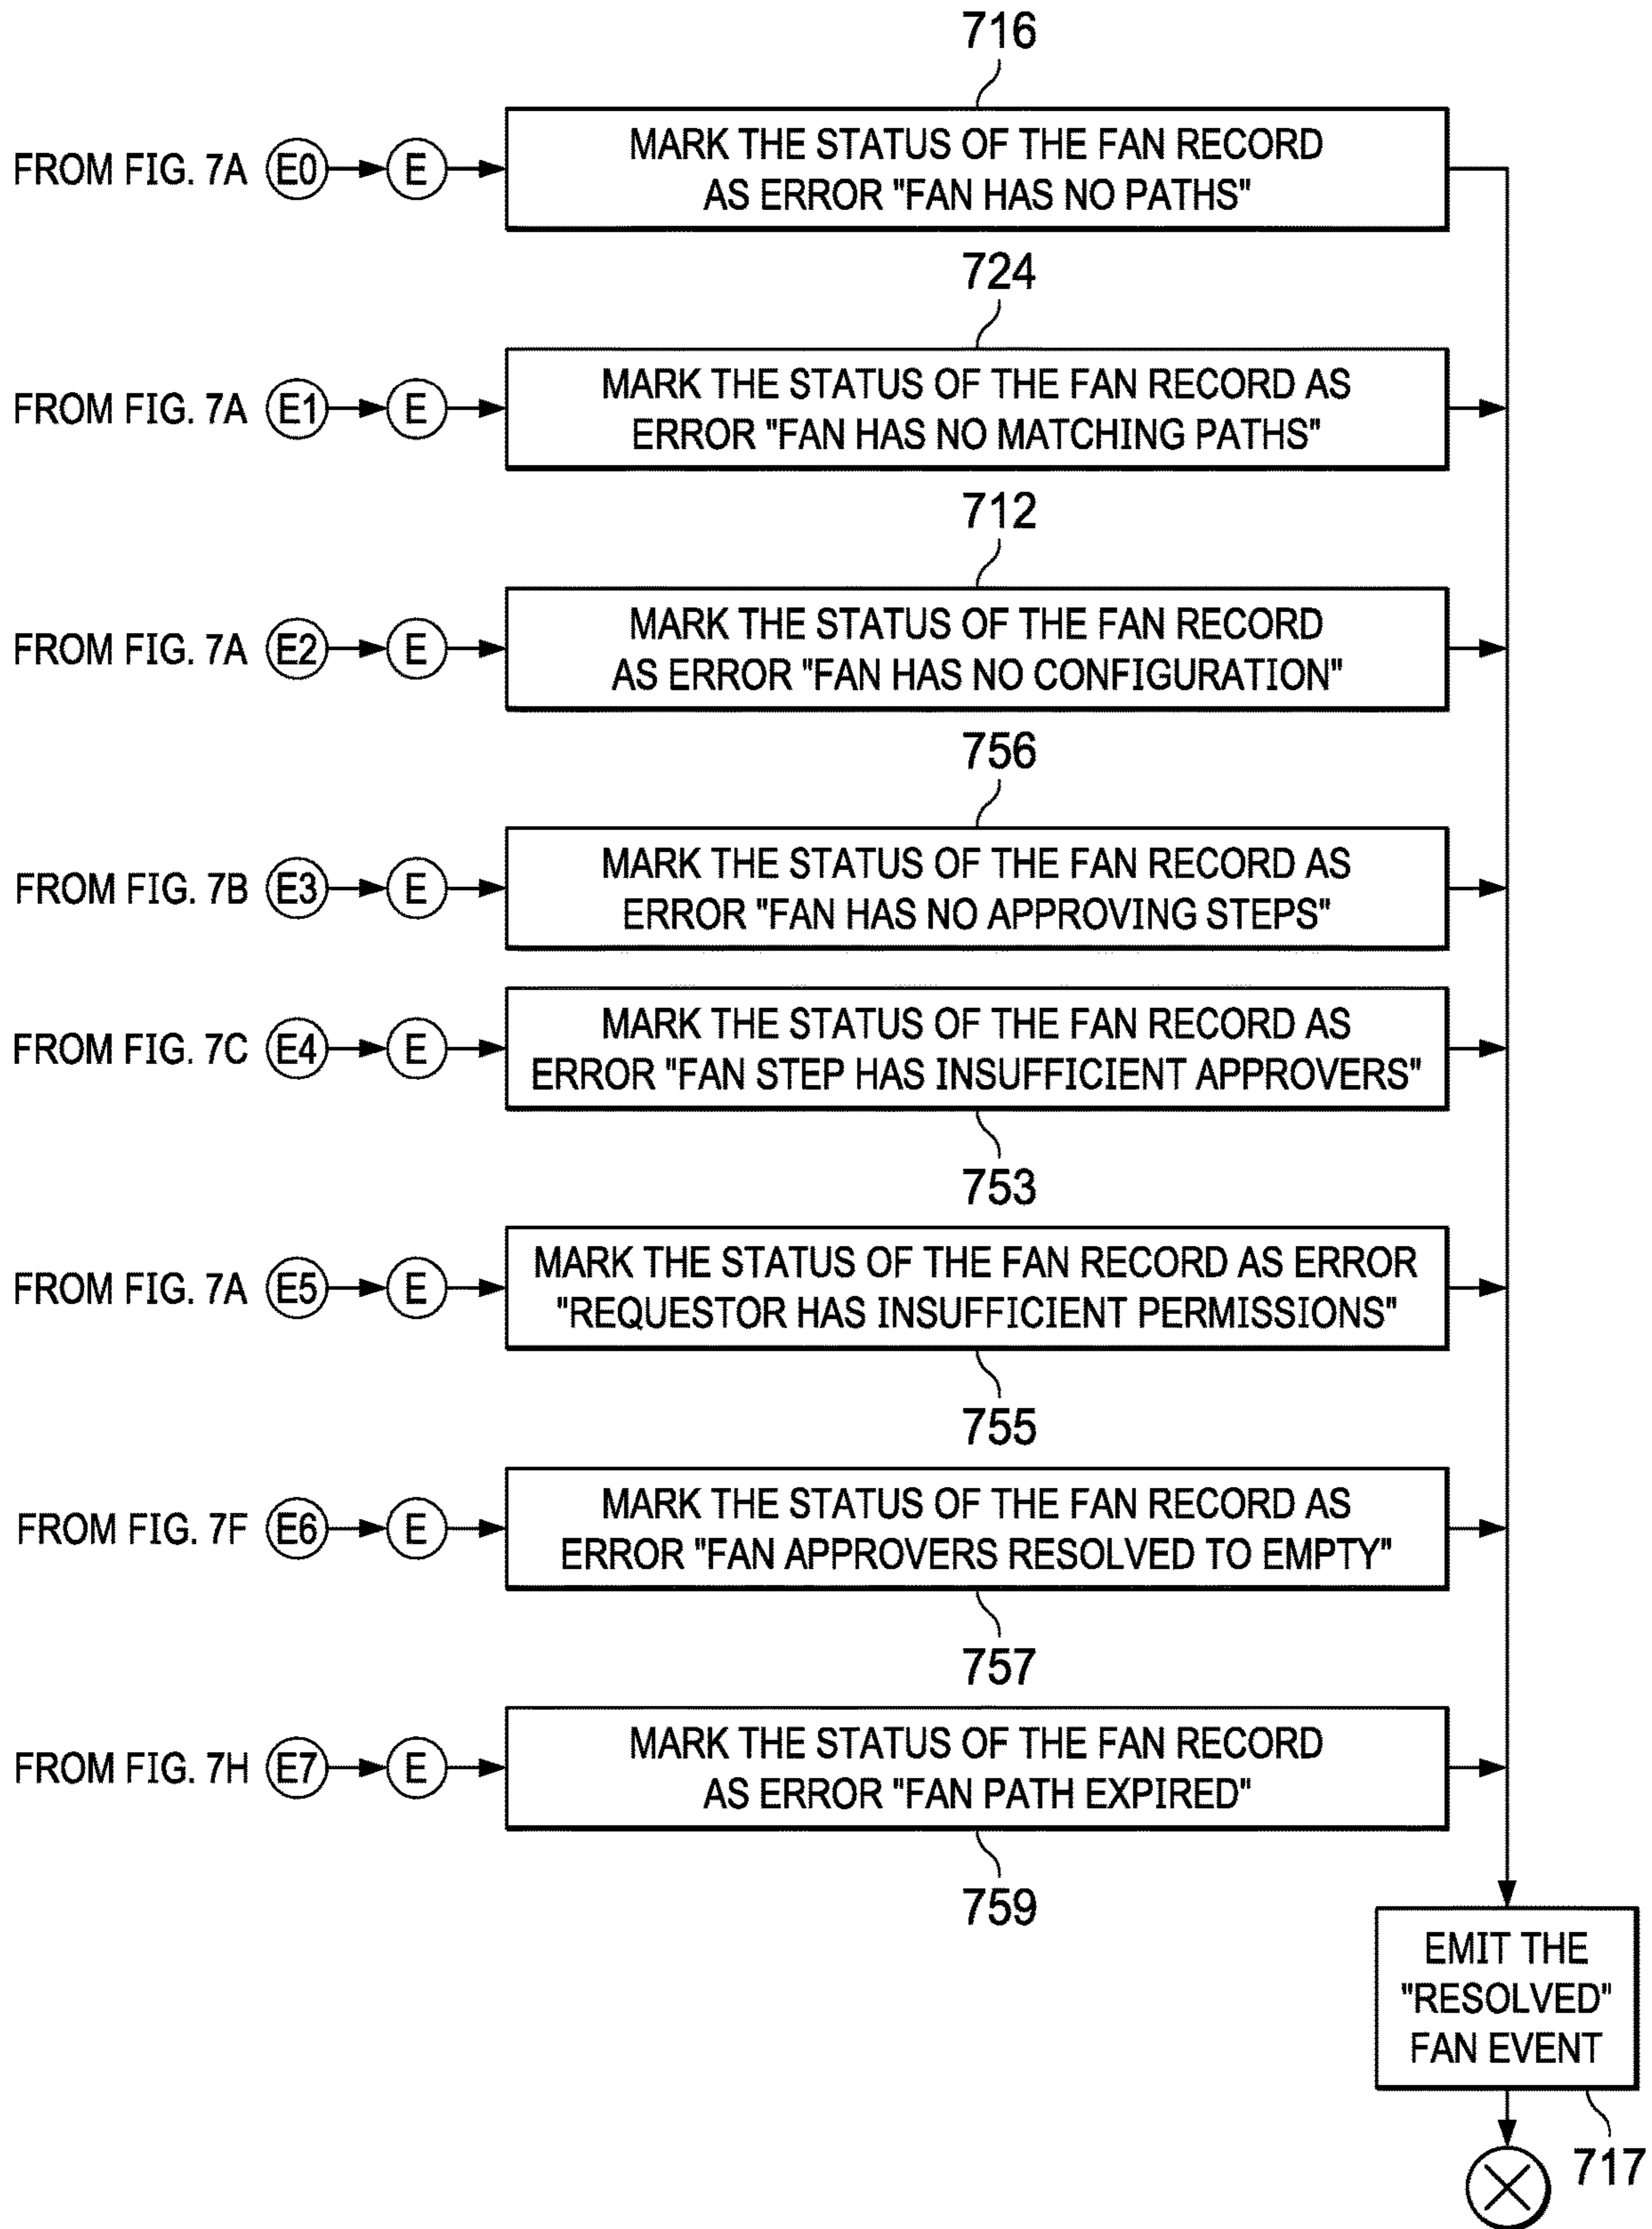 716
FROM FIG. 7A E0 E MARK THE STATUS OF THE FAN RECORD
AS ERROR "FAN HAS NO PATHS"
724
FROM FIG. 7A E1 E MARK THE STATUS OF THE FAN RECORD AS
ERROR "FAN HAS NO MATCHING PATHS"
712
FROM FIG. 7A E2 E MARK THE STATUS OF THE FAN RECORD
AS ERROR "FAN HAS NO CONFIGURATION"
756
FROM FIG. 7B E3 E MARK THE STATUS OF THE FAN RECORD AS
ERROR "FAN HAS NO APPROVING STEPS"
FROM FIG. 7C E4 E MARK THE STATUS OF THE FAN RECORD AS
ERROR "FAN STEP HAS INSUFFICIENT APPROVERS"
753
FROM FIG. 7A E5 E MARK THE STATUS OF THE FAN RECORD AS ERROR
"REQUESTOR HAS INSUFFICIENT PERMISSIONS"
755
FROM FIG. 7F E6 E MARK THE STATUS OF THE FAN RECORD AS
ERROR "FAN APPROVERS RESOLVED TO EMPTY"
757
FROM FIG. 7H E7 E MARK THE STATUS OF THE FAN RECORD
AS ERROR "FAN PATH EXPIRED"
759
EMIT THE
"RESOLVED"
FAN EVENT
717